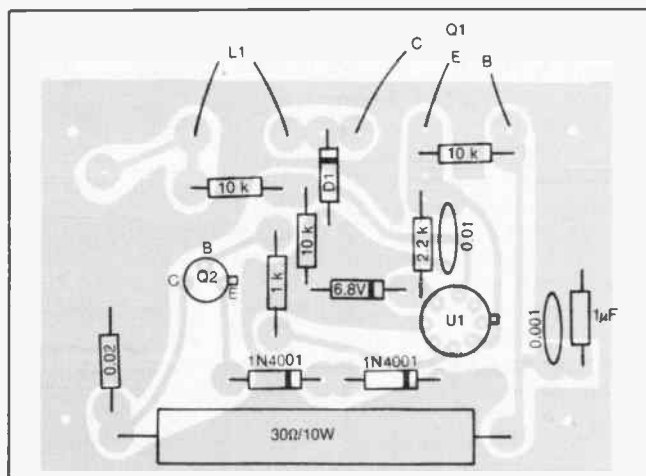 Q1
L1
C
E
B
10 k
D1
10 k
10 k
2.2 k
0.01
B
C
Q2
E
1 k
6.8V
U1
0.001
1µF
0.02
1N4001
1N4001
30Ω/10W